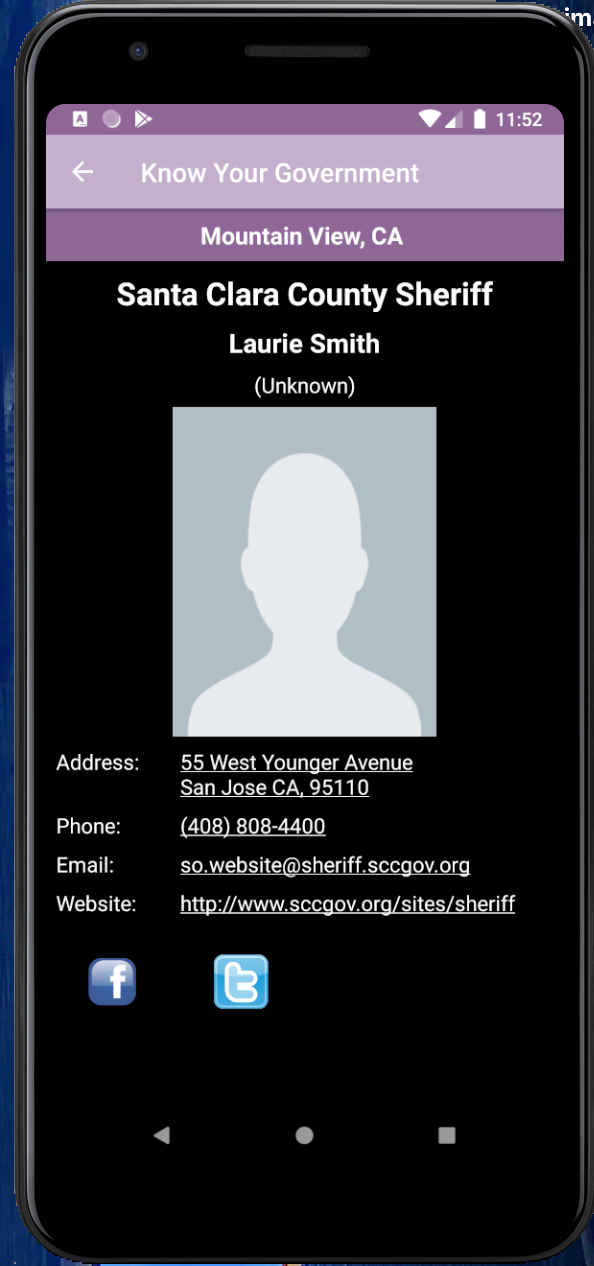 11:52
Know Your Government
Mountain View, CA
Santa Clara County Sheriff
Laurie Smith
(Unknown)
Address: 55 West Younger Avenue
San Jose CA, 95110
Phone: (408) 808-4400
Email: so.website@sheriff.sccgov.org
Website: http://www.sccgov.org/sites/sheriff